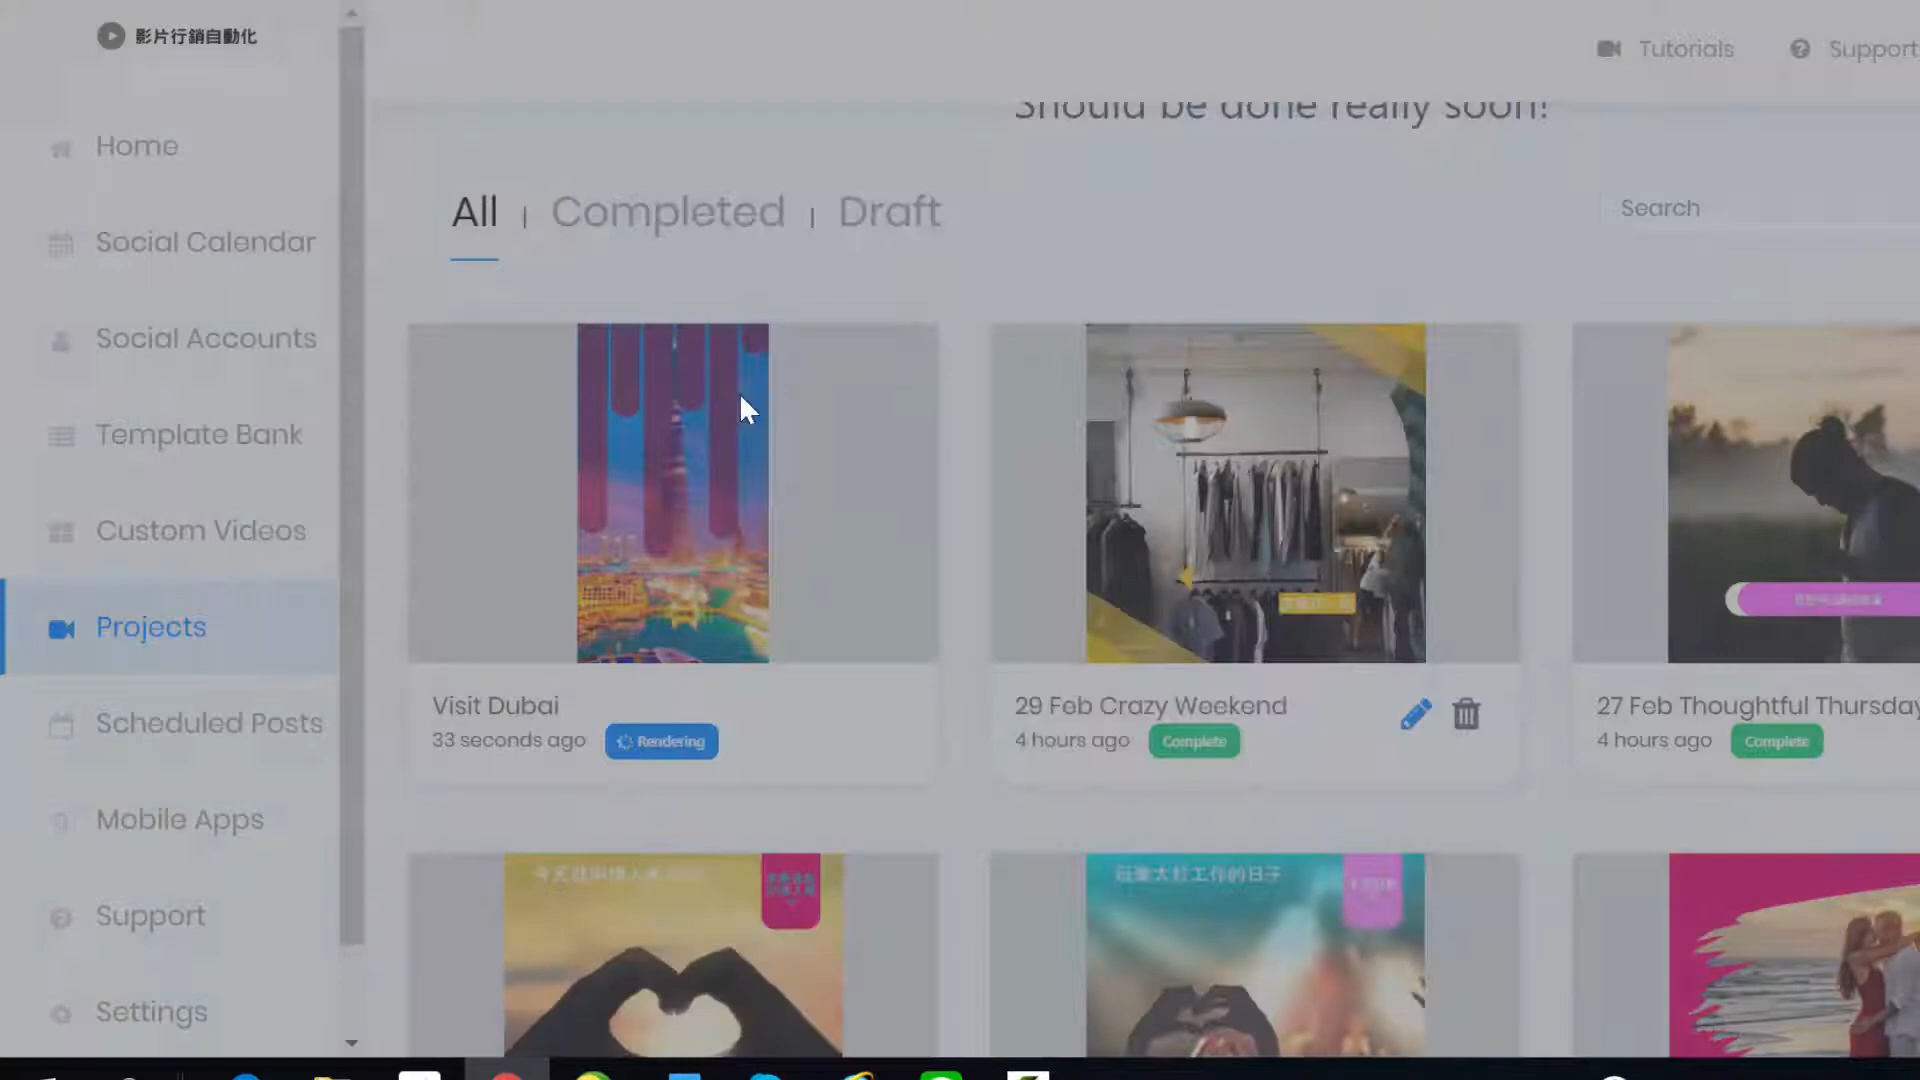 影片行銷自動化
Tutorials
Support
Should be done really soon!
Home
Social Calendar
Social Accounts
Template Bank
Custom Videos
Projects
Scheduled Posts
Mobile Apps
Support
Settings
All | Completed | Draft
Search
Visit Dubai
33 seconds ago
Rendering
29 Feb Crazy Weekend
4 hours ago
Complete
27 Feb Thoughtful Thursday
4 hours ago
Complete